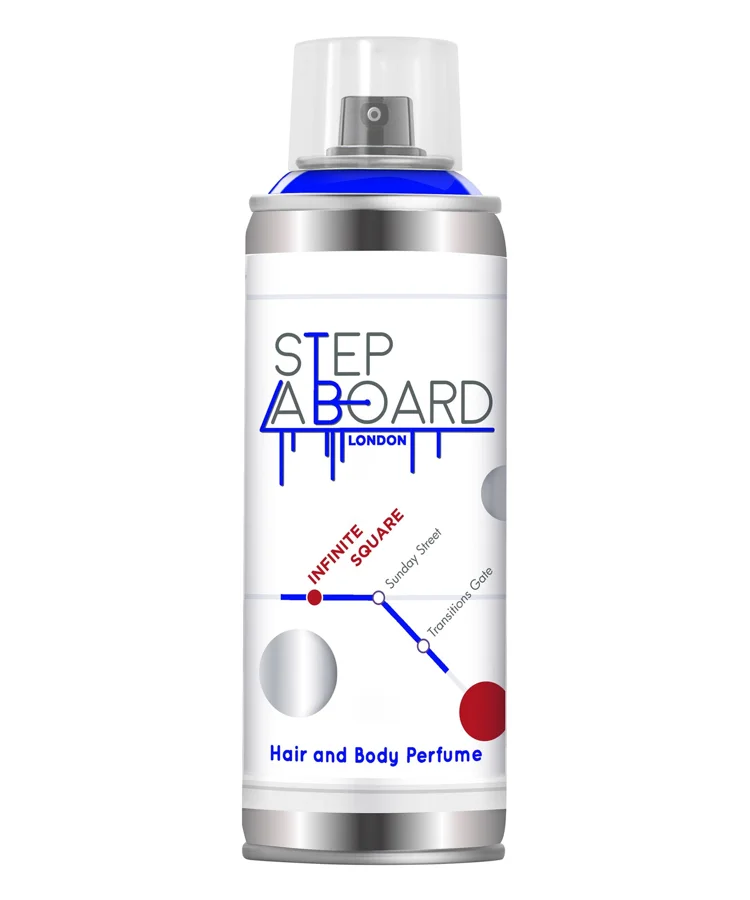 STEP
ABOARD
LONDON
INFINITE
SQUARE
Sunday Street
Transitions Gate
Hair and Body Perfume